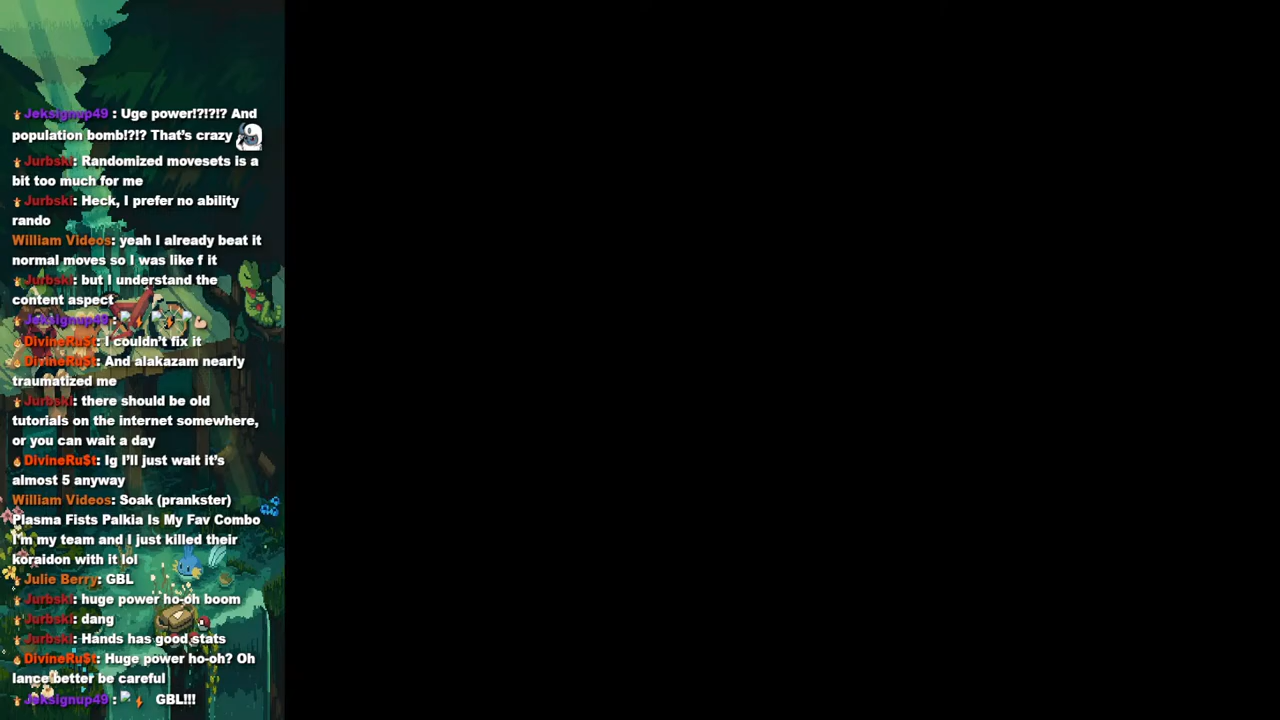 Jeksignup49 : Uge power!?!?!? And
population bomb!?!? That's crazy
Jurbski: Randomized movesets is a
bit too much for me
Jurbski: Heck, I prefer no ability
rando
William Videos: yeah I already beat it
normal moves so I was like f it
Jurbski: but I understand the
content aspect
Jeksignup49 :
DivineRu$t: I couldn't fix it
DivineRu$t: And alakazam nearly
traumatized me
Jurbski: there should be old
tutorials on the internet somewhere,
or you can wait a day
DivineRu$t: Ig I'll just wait it's
almost 5 anyway
William Videos: Soak (prankster)
Plasma Fists Palkia Is My Fav Combo
I'm my team and I just killed their
koraidon with it lol
Julie Berry: GBL
Jurbski: huge power ho-oh boom
Jurbski: dang
Jurbski: Hands has good stats
DivineRu$t: Huge power ho-oh? Oh
lance better be careful
Jeksignup49 : GBL!!!